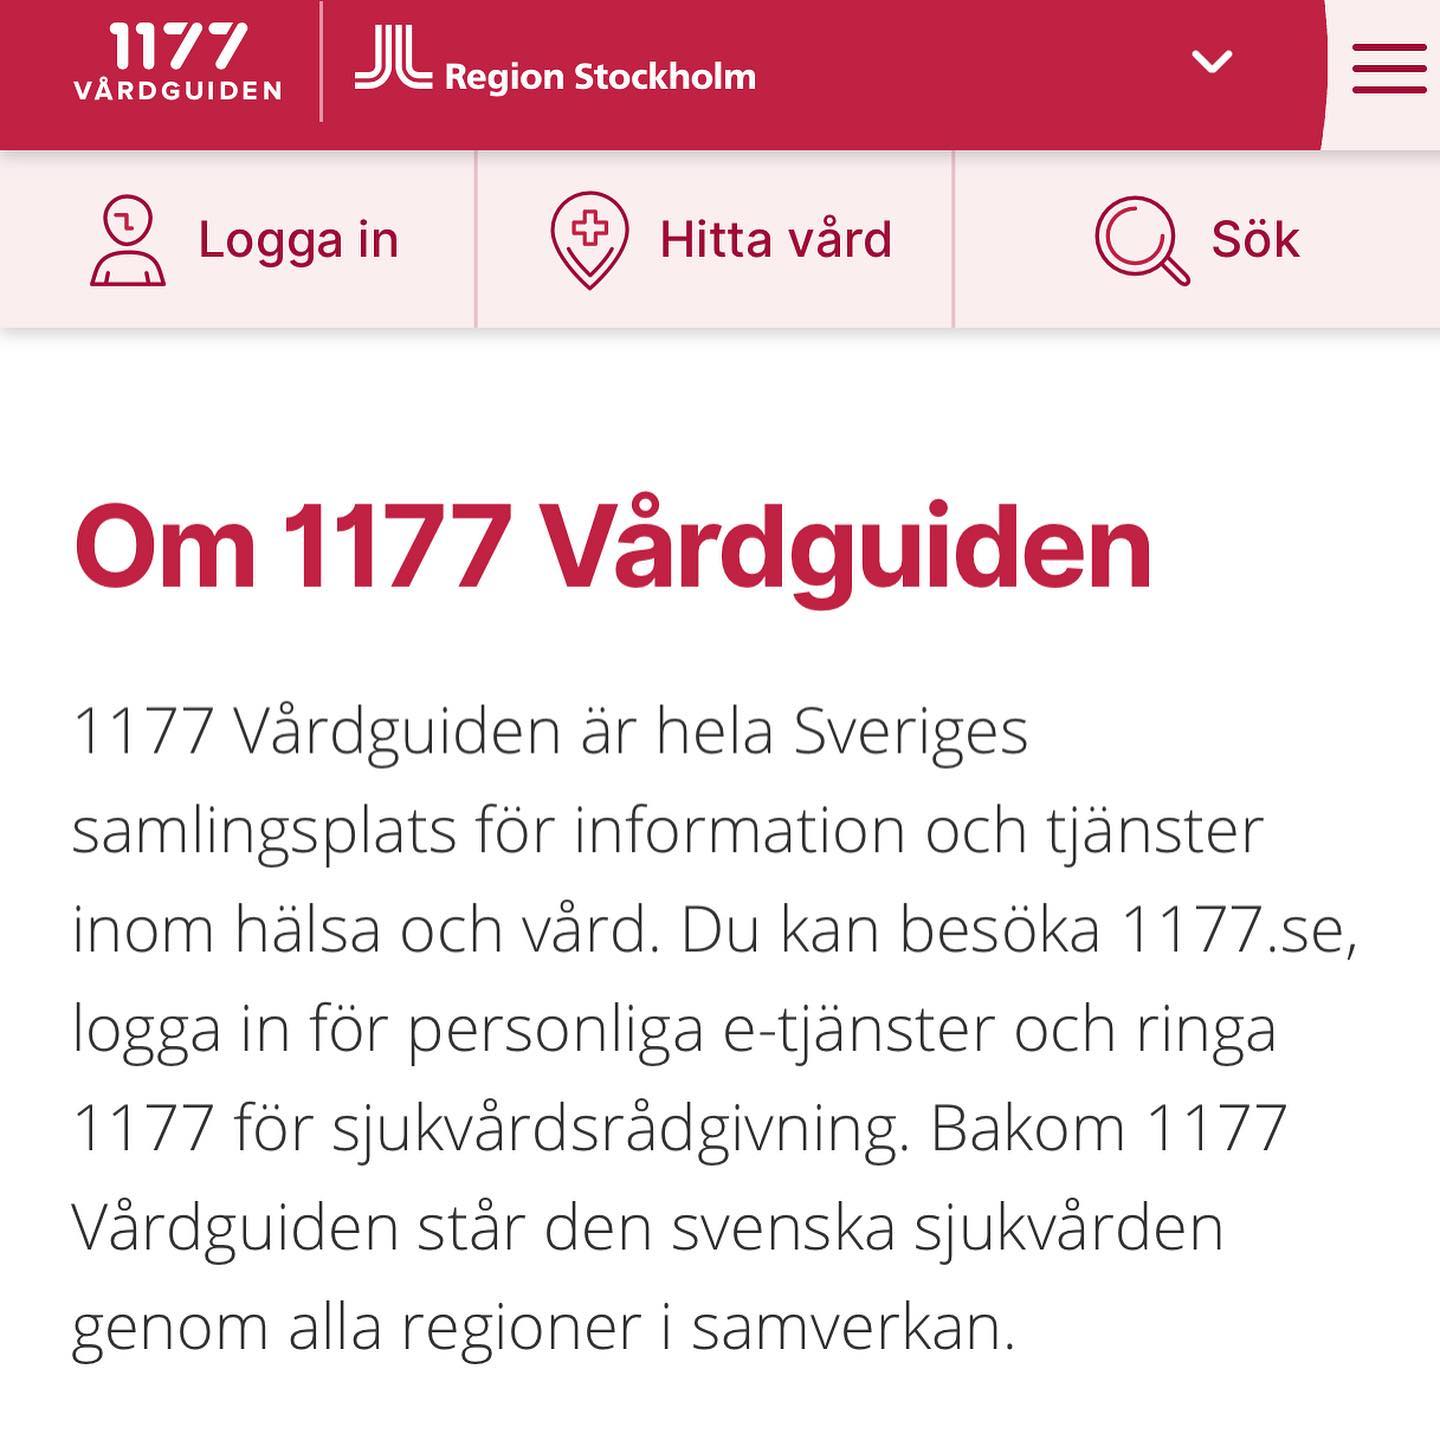 1177
VÅRDGUIDEN
Region Stockholm
Logga in
Hitta vård
Sök
Om 1177 Vårdguiden
1177 Vårdguiden är hela Sveriges
samlingsplats för information och tjänster
inom hälsa och vård. Du kan besöka 1177.se,
logga in för personliga e-tjänster och ringa
1177 för sjukvårdsrådgivning. Bakom 1177
Vårdguiden står den svenska sjukvården
genom alla regioner i samverkan.